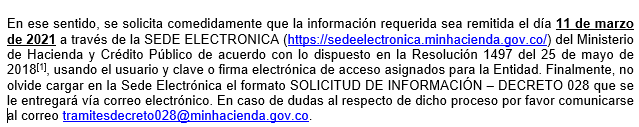 En ese sentido, se solicita comedidamente que la información requerida sea remitida el día 11 de marzo
de 2021 a través de la SEDE ELECTRONICA (https://sedeelectronica.minhacienda.gov.co/) del Ministerio
de Hacienda y Crédito Público de acuerdo con lo dispuesto en la Resolución 1497 del 25 de mayo de
2018[1], usando el usuario y clave o firma electrónica de acceso asignados para la Entidad. Finalmente, no
olvide cargar en la Sede Electrónica el formato SOLICITUD DE INFORMACIÓN – DECRETO 028 que se
le entregará vía correo electrónico. En caso de dudas al respecto de dicho proceso por favor comunicarse
al correo tramitesdecreto028@minhacienda.gov.co.